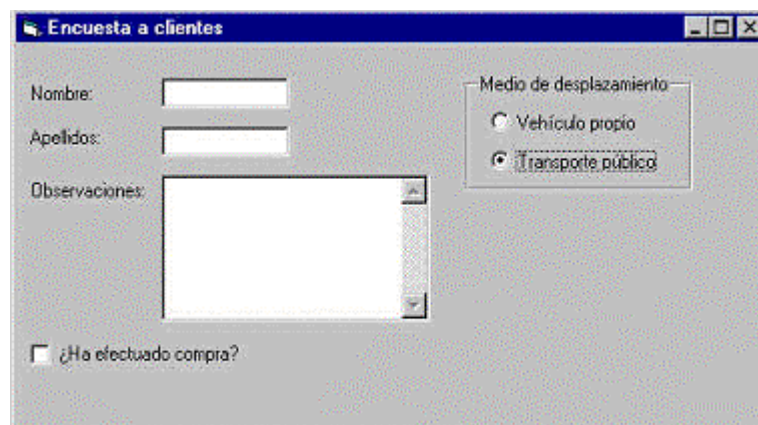 Encuesta a clientes
Nombre:
Apellidos:
Observaciones:
¿Ha efectuado compra?
Medio de desplazamiento
Vehículo propio
Transporte público